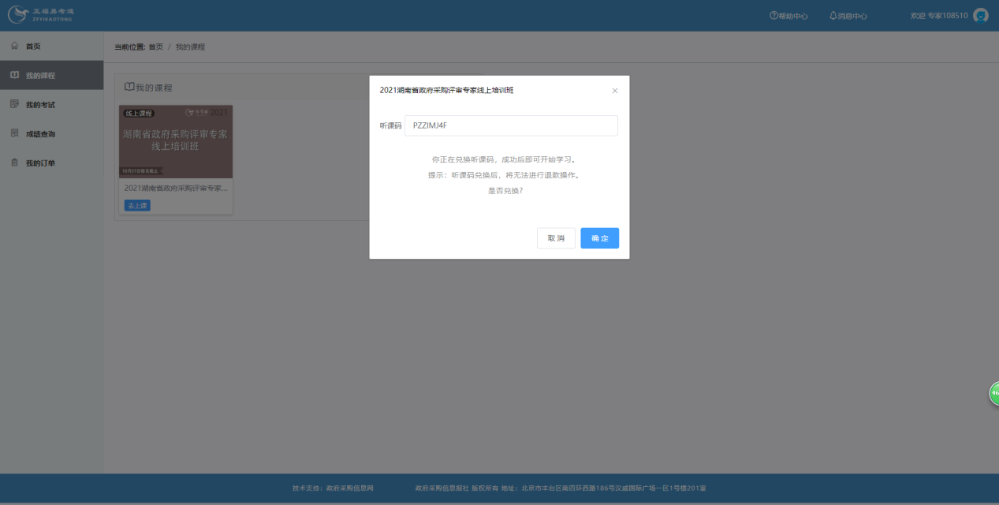 正福易考通
ZFYIKAOTONG
帮助中心
消息中心
欢迎 专家108510
首页
我的课程
我的考试
成绩查询
我的订单
当前位置: 首页 / 我的课程
我的课程
线上课程
2021
湖南省政府采购评审专家
线上培训班
10月31日报名截止
2021湖南省政府采购评审专家...
去上课
2021湖南省政府采购评审专家线上培训班
听课码 PZZIMJ4F
你正在兑换听课码，成功后即可开始学习。
提示：听课码兑换后，将无法进行退款操作。
是否兑换?
取 消
确 定
46
技术支持：政府采购信息网
政府采购信息报社 版权所有 地址：北京市丰台区南四环西路186号汉威国际广场一区1号楼201室